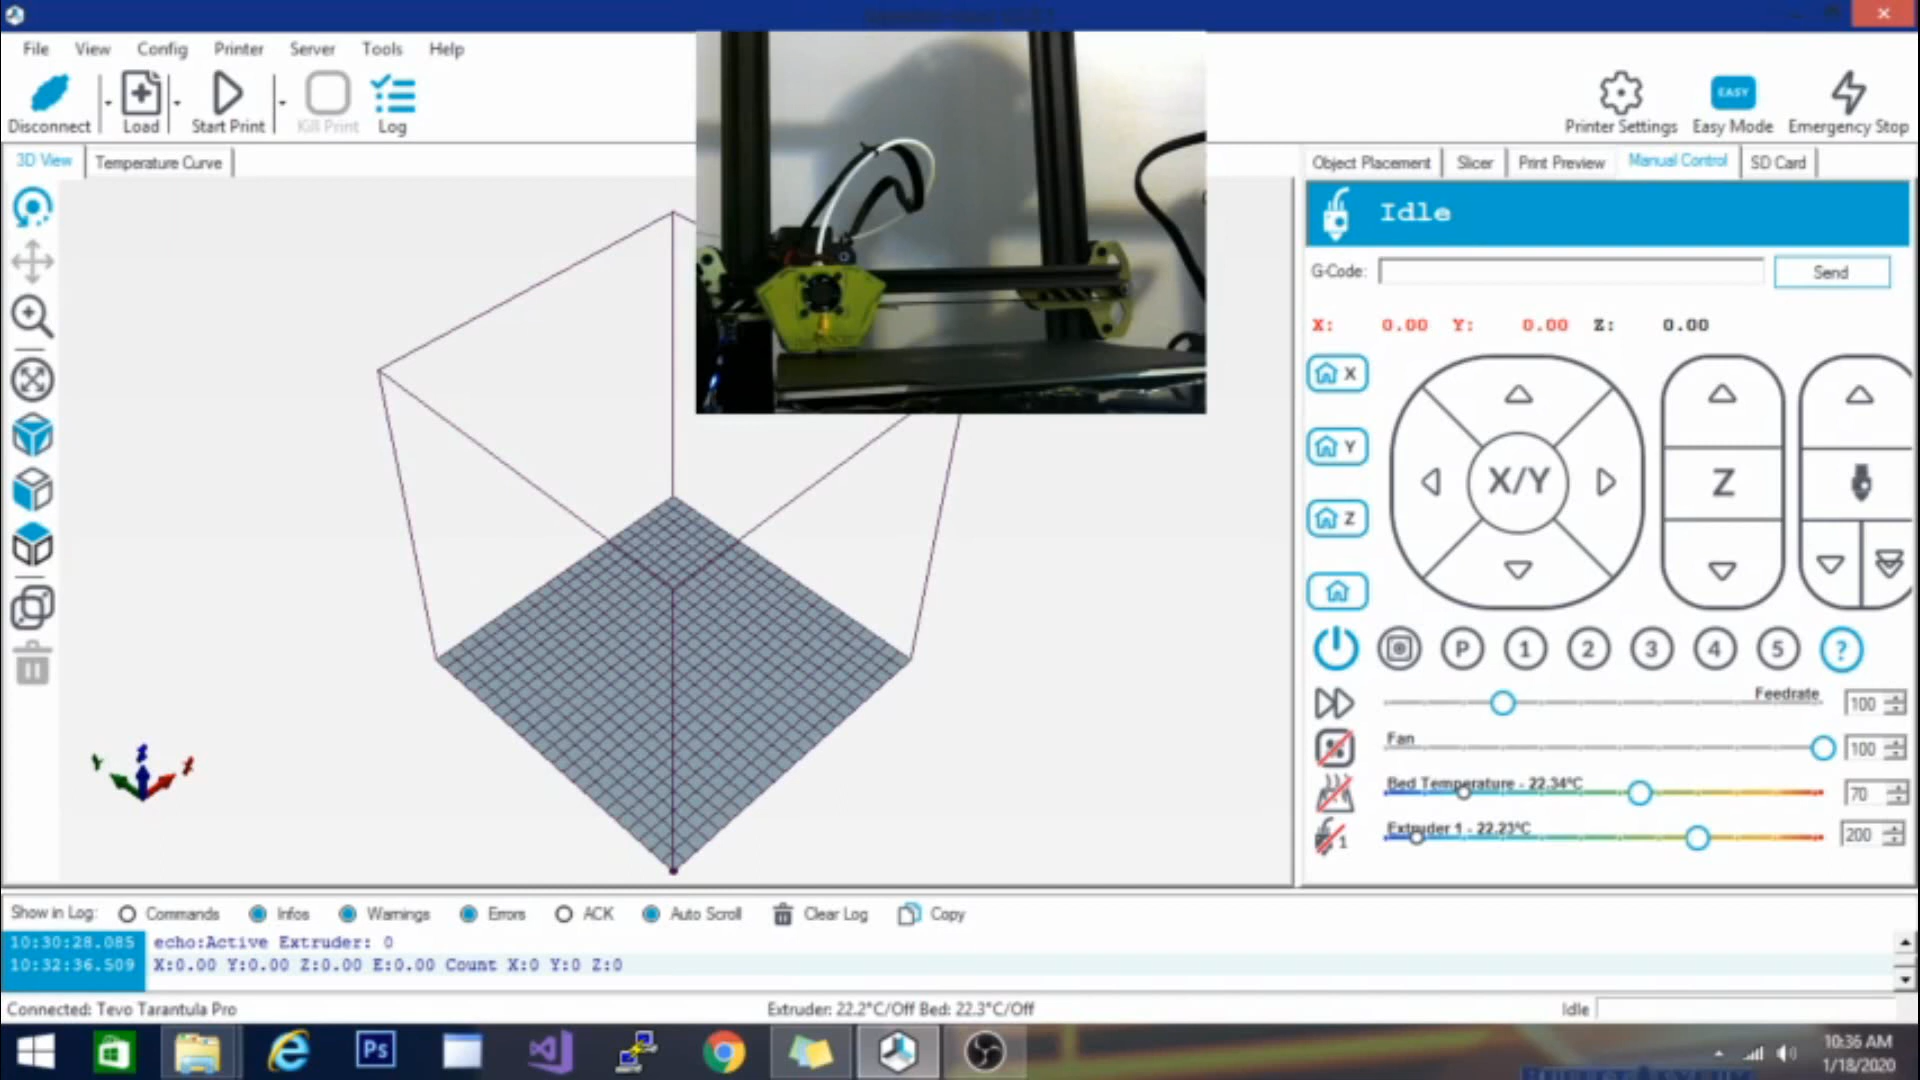 File View Config Printer Server Tools Help
Disconnect Load Start Print Kill Print Log
Printer Settings EASY Easy Mode Emergency Stop
3D View Temperature Curve
Object Placement Slicer Print Preview Manual Control SD Card
Idle
G-Code: Send
X: 0.00 Y: 0.00 Z: 0.00
X
Y
Z
X/Y Z
P 1 2 3 4 5 ?
Feedrate 100
Fan 100
Bed Temperature - 22.34°C 70
Extruder 1 - 22.23°C 200
1
Y Z X
Show in Log: Commands Infos Warnings Errors ACK Auto Scroll Clear Log Copy
10:30:28.085 echo:Active Extruder: 0
10:32:36.509 X:0.00 Y:0.00 Z:0.00 E:0.00 Count X:0 Y:0 Z:0
Connected: Tevo Tarantula Pro Extruder: 22.2°C/Off Bed: 22.3°C/Off Idle
Ps
10:36 AM
1/18/2020